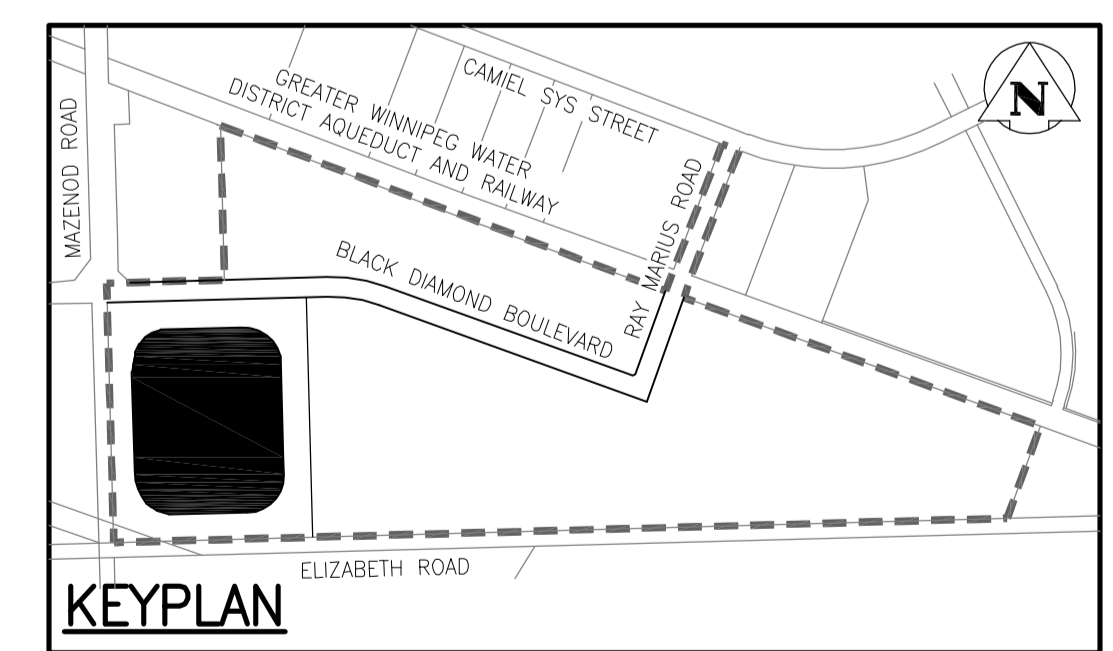 MAZENOD ROAD
GREATER WINNIPEG WATER
DISTRICT AQUEDUCT AND RAILWAY
CAMIEL SYS STREET
N
RAY MARIUS ROAD
BLACK DIAMOND BOULEVARD
ELIZABETH ROAD
KEYPLAN